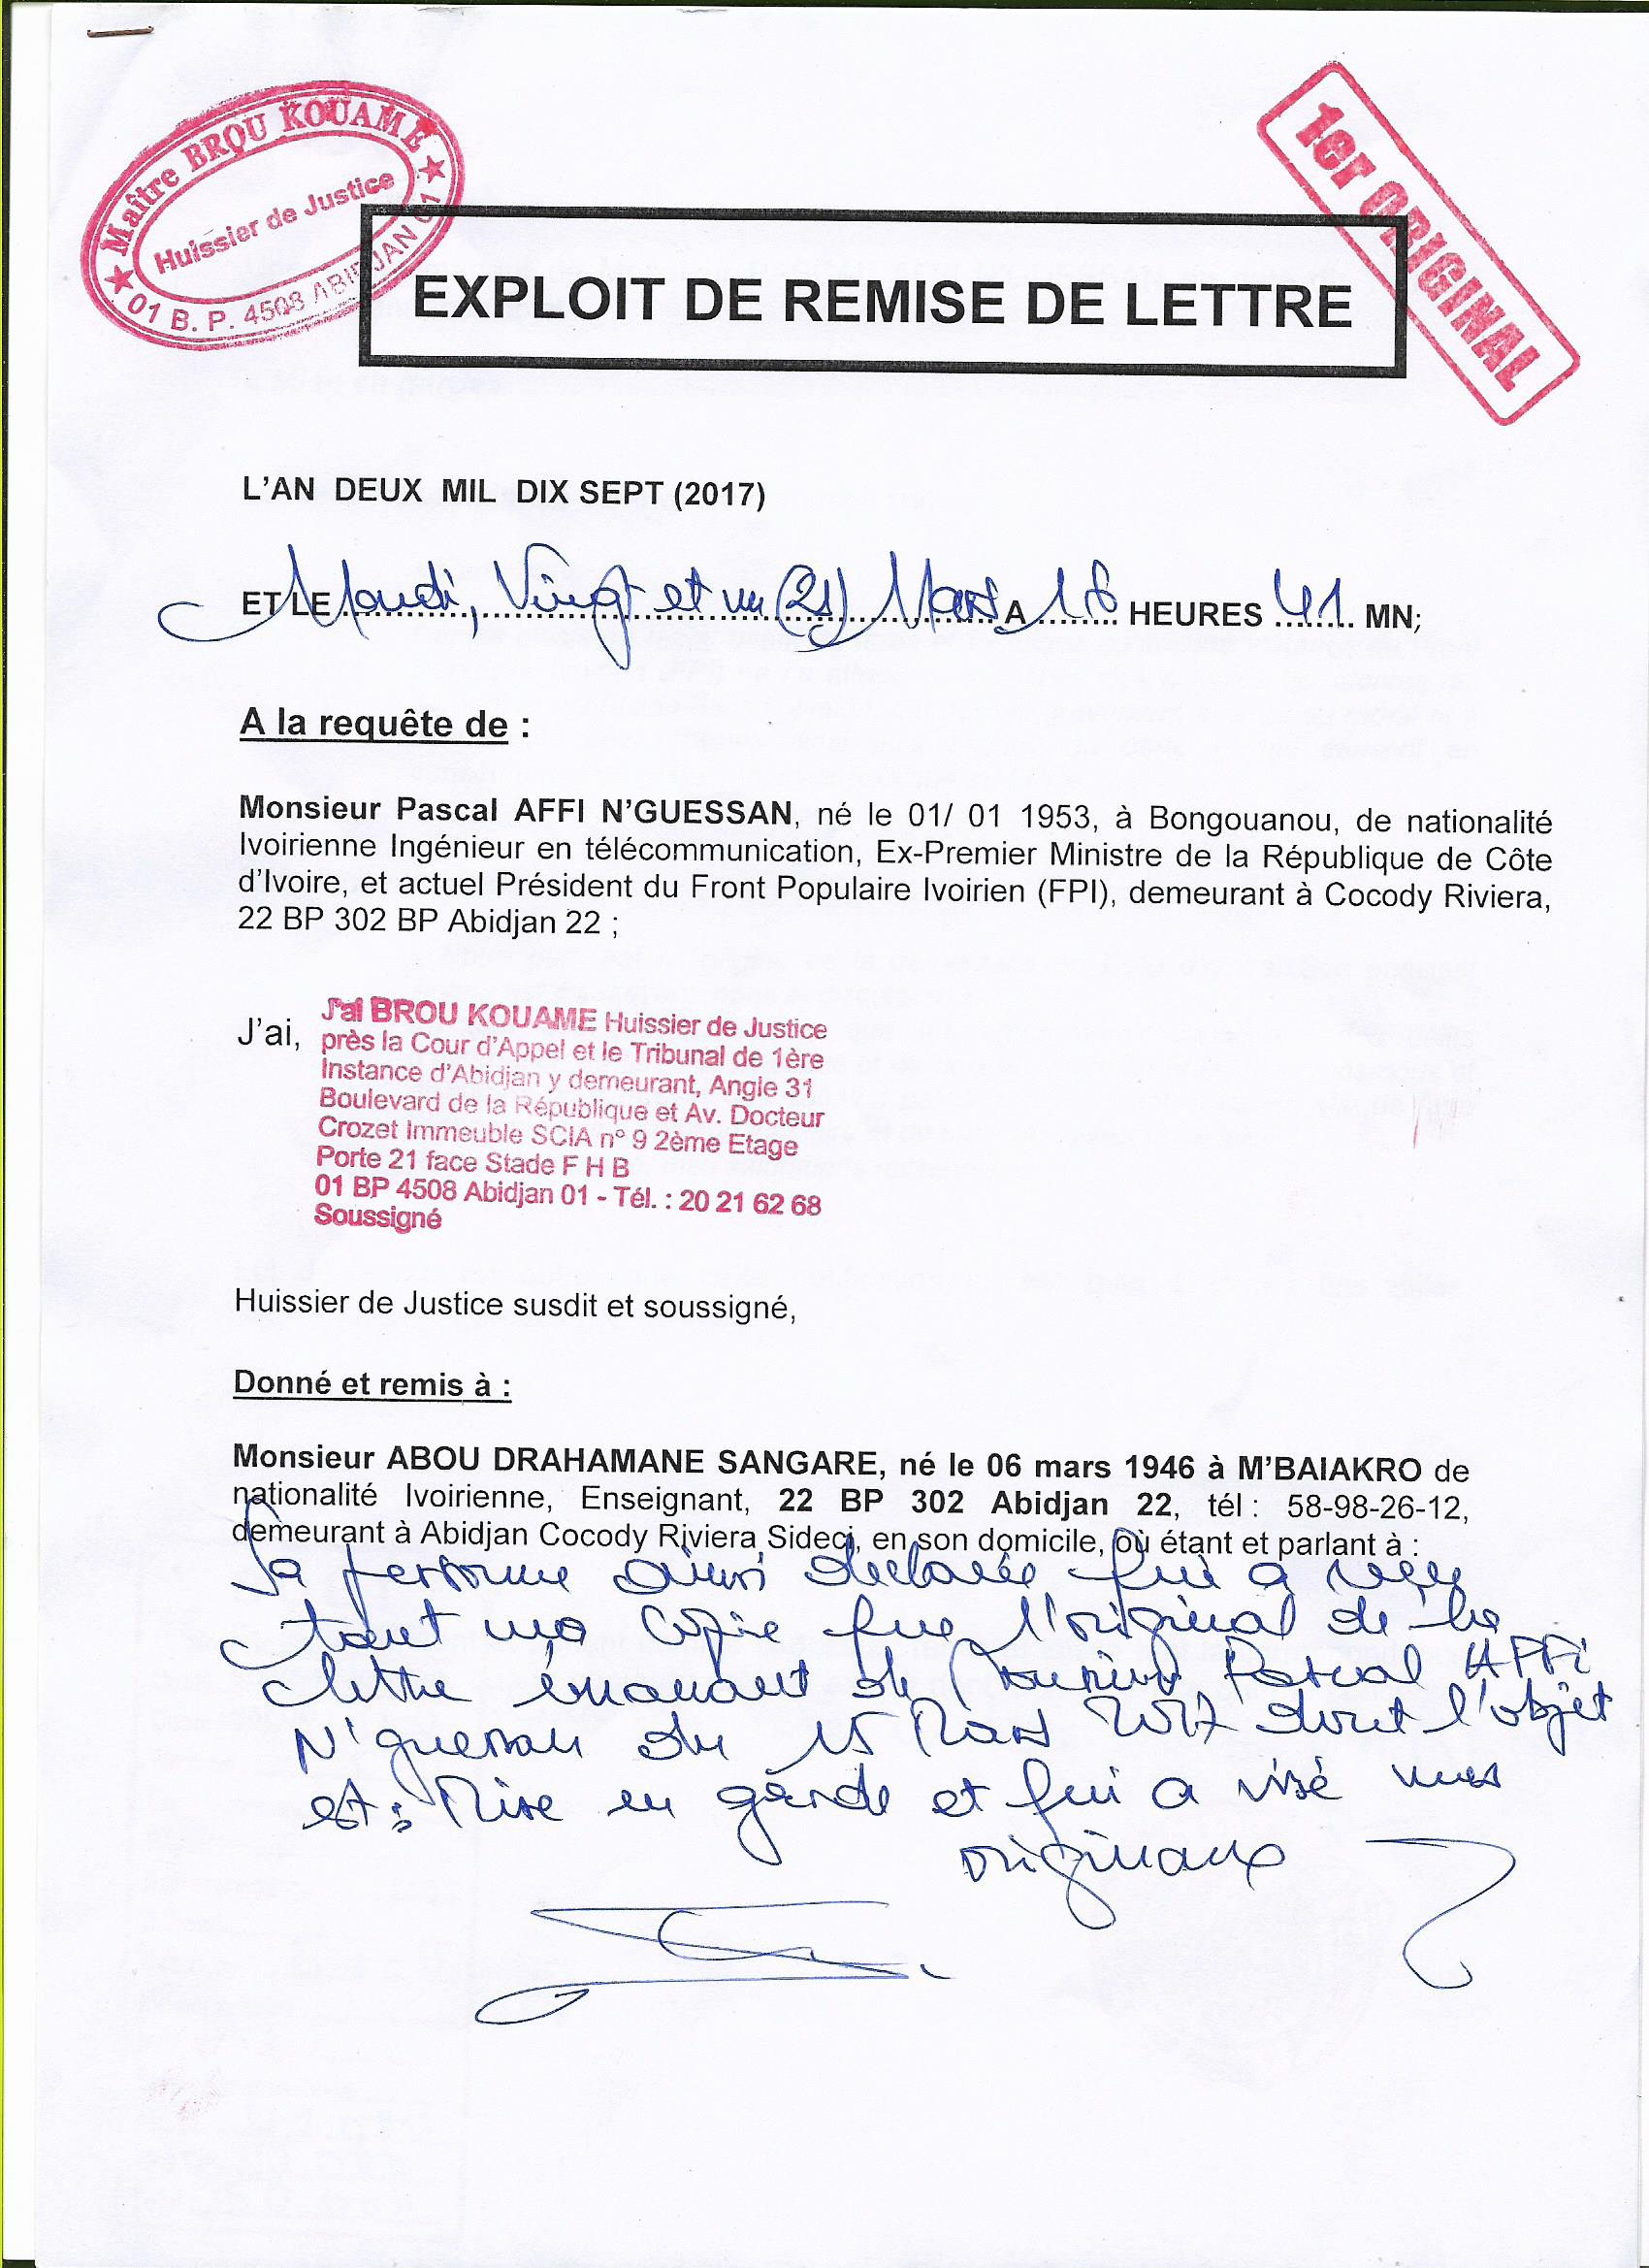 Maître BROU KOUAME
Huissier de Justice
01 B. P. 4508 ABIDJAN 01
1er ORIGINAL
EXPLOIT DE REMISE DE LETTRE
L'AN DEUX MIL DIX SEPT (2017)
ET LE Mardi, Vingt et un (21) Mars A 16 HEURES 41 MN;
A la requête de :
Monsieur Pascal AFFI N'GUESSAN, né le 01/ 01 1953, à Bongouanou, de nationalité
Ivoirienne Ingénieur en télécommunication, Ex-Premier Ministre de la République de Côte
d'Ivoire, et actuel Président du Front Populaire Ivoirien (FPI), demeurant à Cocody Riviera,
22 BP 302 BP Abidjan 22 ;
J'ai,
J'ai BROU KOUAME Huissier de Justice
près la Cour d'Appel et le Tribunal de 1ère
Instance d'Abidjan y demeurant, Angle 31
Boulevard de la République et Av. Docteur
Crozet Immeuble SCIA n° 9 2ème Etage
Porte 21 face Stade F H B
01 BP 4508 Abidjan 01 - Tél. : 20 21 62 68
Soussigné
Huissier de Justice susdit et soussigné,
Donné et remis à :
Monsieur ABOU DRAHAMANE SANGARE, né le 06 mars 1946 à M'BAIAKRO de
nationalité Ivoirienne, Enseignant, 22 BP 302 Abidjan 22, tél : 58-98-26-12,
demeurant à Abidjan Cocody Riviera Sideci, en son domicile, où étant et parlant à :
Sa personne ainsi déclarée qui a reçu
tant ma copie que l'original de la
lettre émanant de Monsieur Pascal AFFI
N'guessan du 15 Mars 2017 dont l'objet
est : Mise en garde et qui a visé mes
originaux